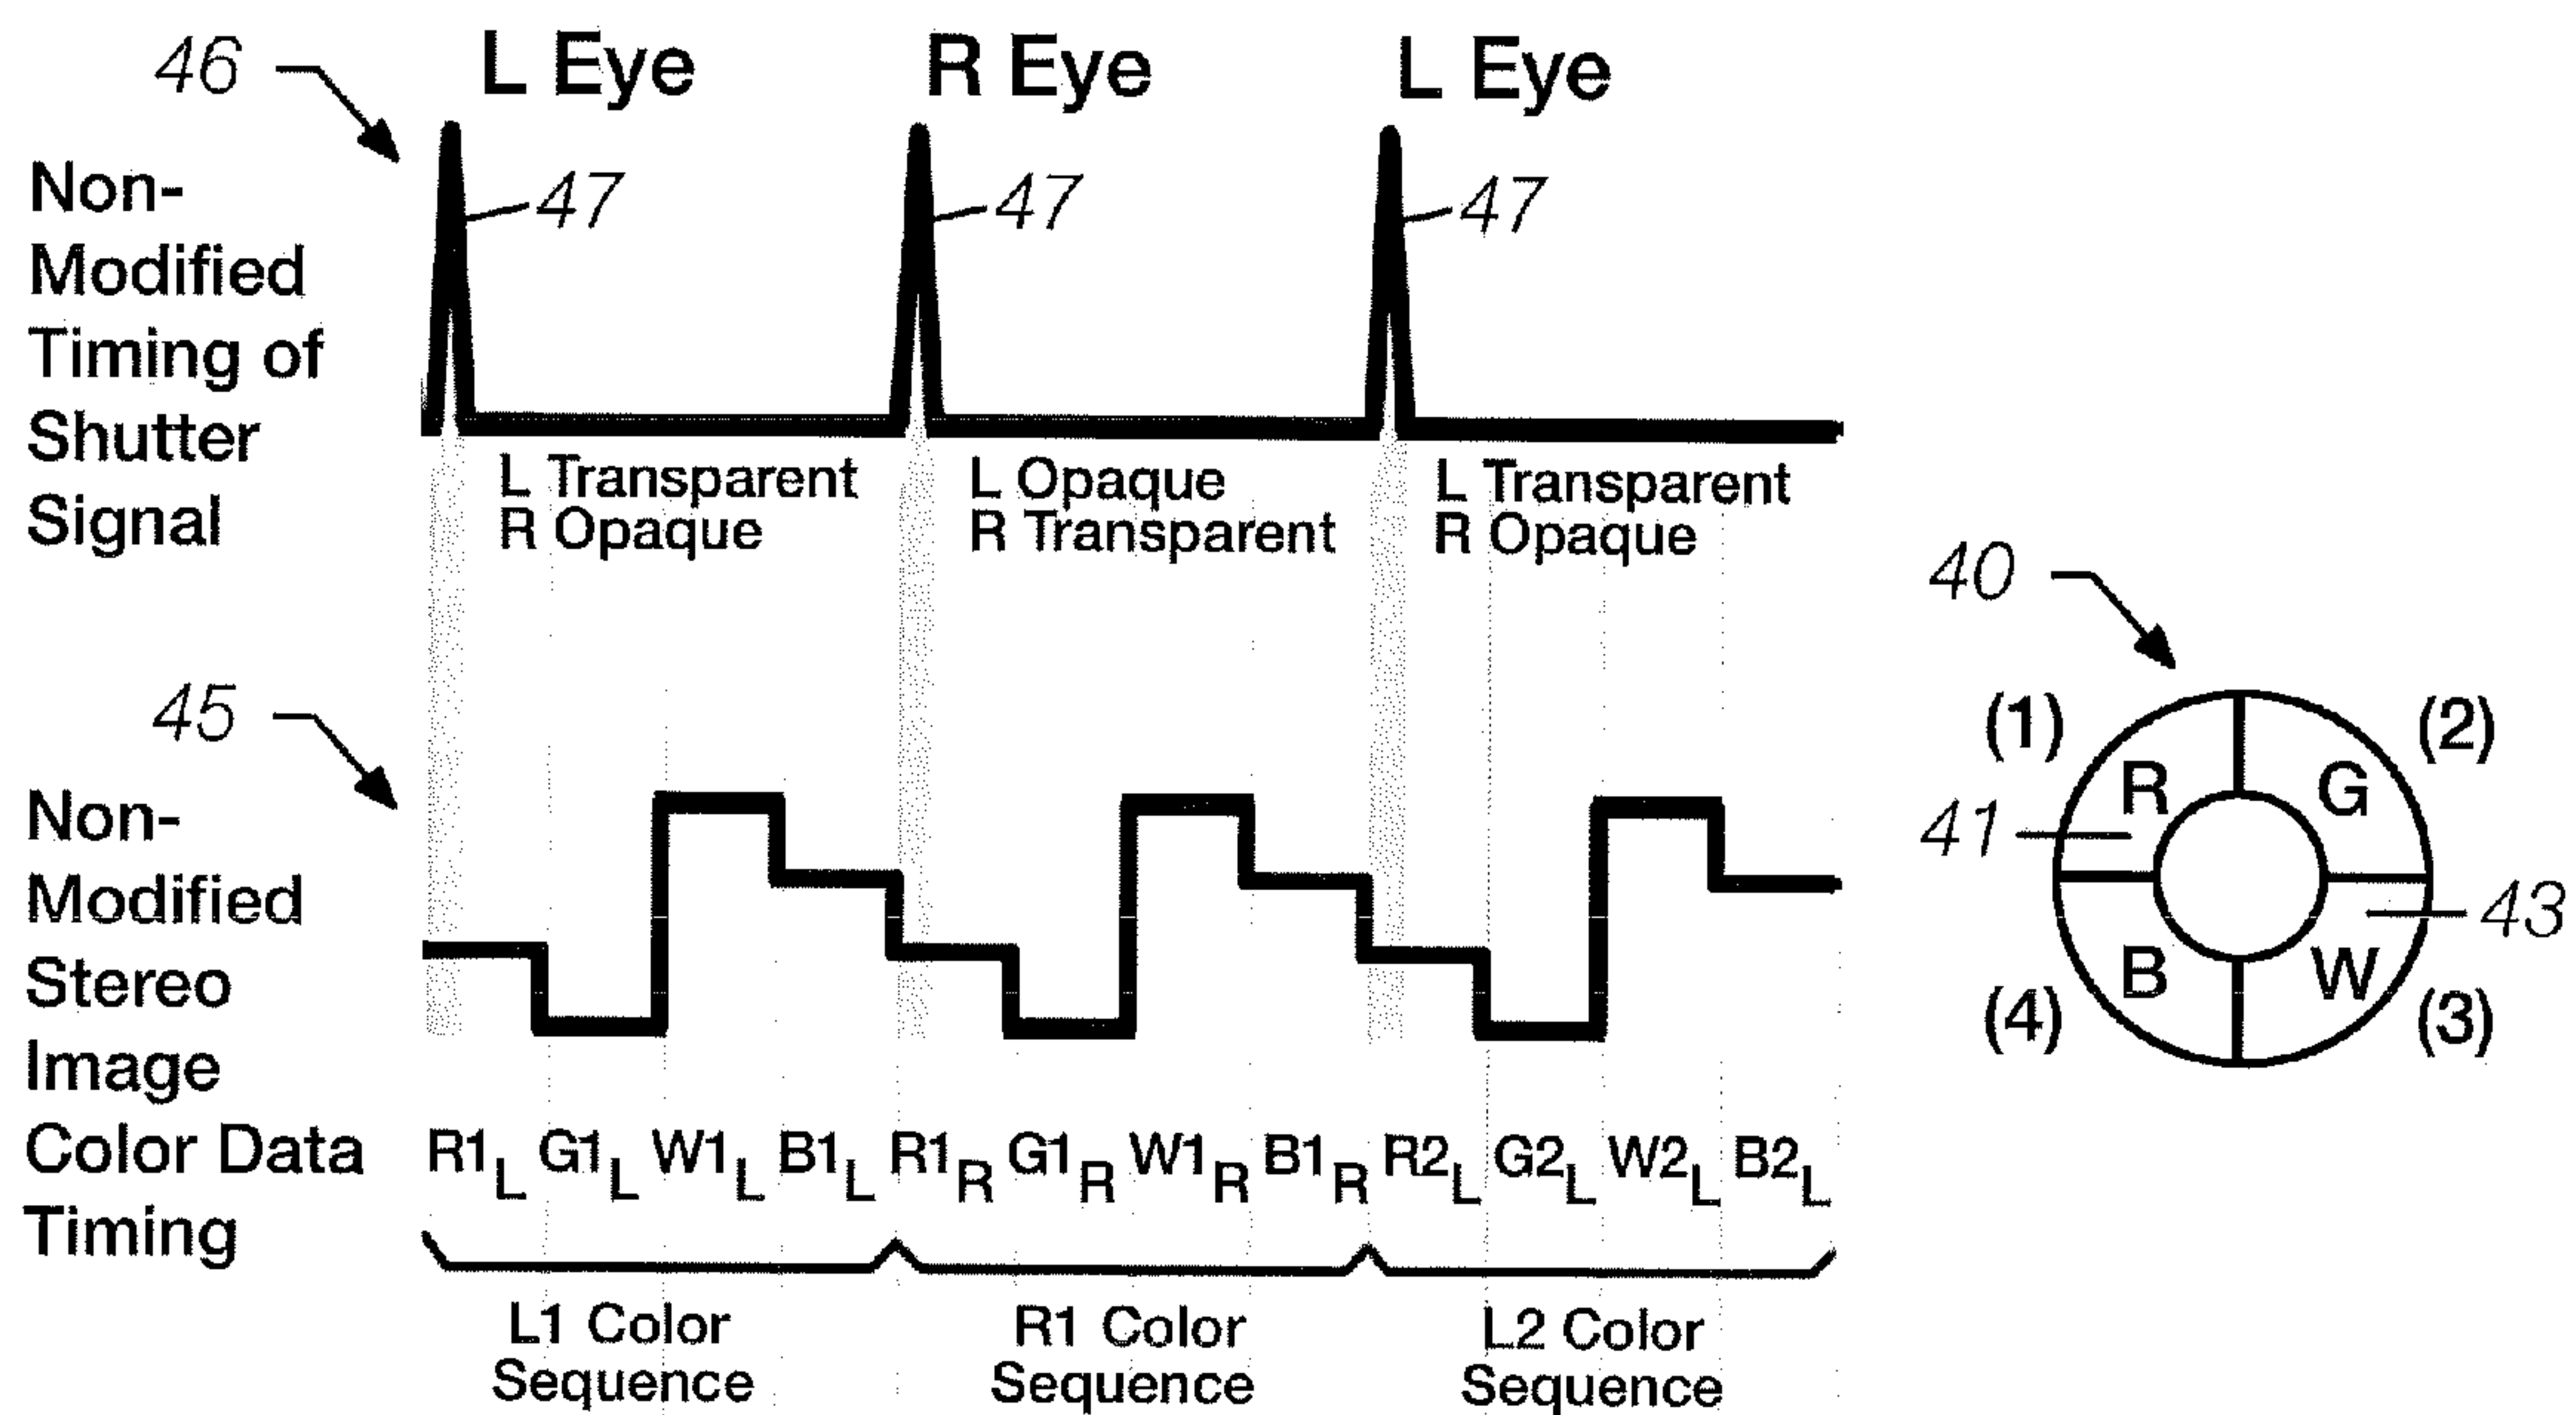 46
L Eye
R Eye
L Eye
47
47
47
Non-
Modified
Timing of
Shutter
Signal
L Transparent
R Opaque
L Opaque
R Transparent
L Transparent
R Opaque
40
45
(1)
(2)
R
G
41
43
B
W
(4)
(3)
Non-
Modified
Stereo
Image
Color Data
Timing
R1L G1L W1L B1L R1R G1R W1R B1R R2L G2L W2L B2L
L1 Color
Sequence
R1 Color
Sequence
L2 Color
Sequence